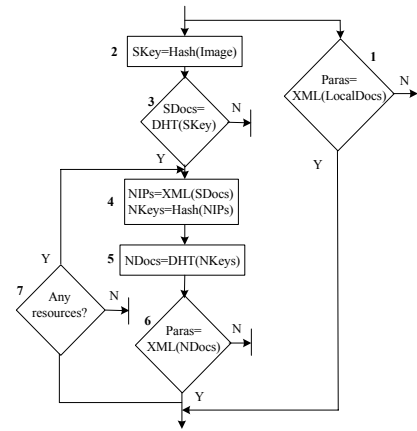 2
SKey=Hash(Image)
1
Paras=
XML(LocalDocs)
N
3
SDocs=
DHT(SKey)
N
Y
Y
4
NIPs=XML(SDocs)
NKeys=Hash(NIPs)
5
NDocs=DHT(NKeys)
Y
7
Any
resources?
N
6
Paras=
XML(NDocs)
N
Y